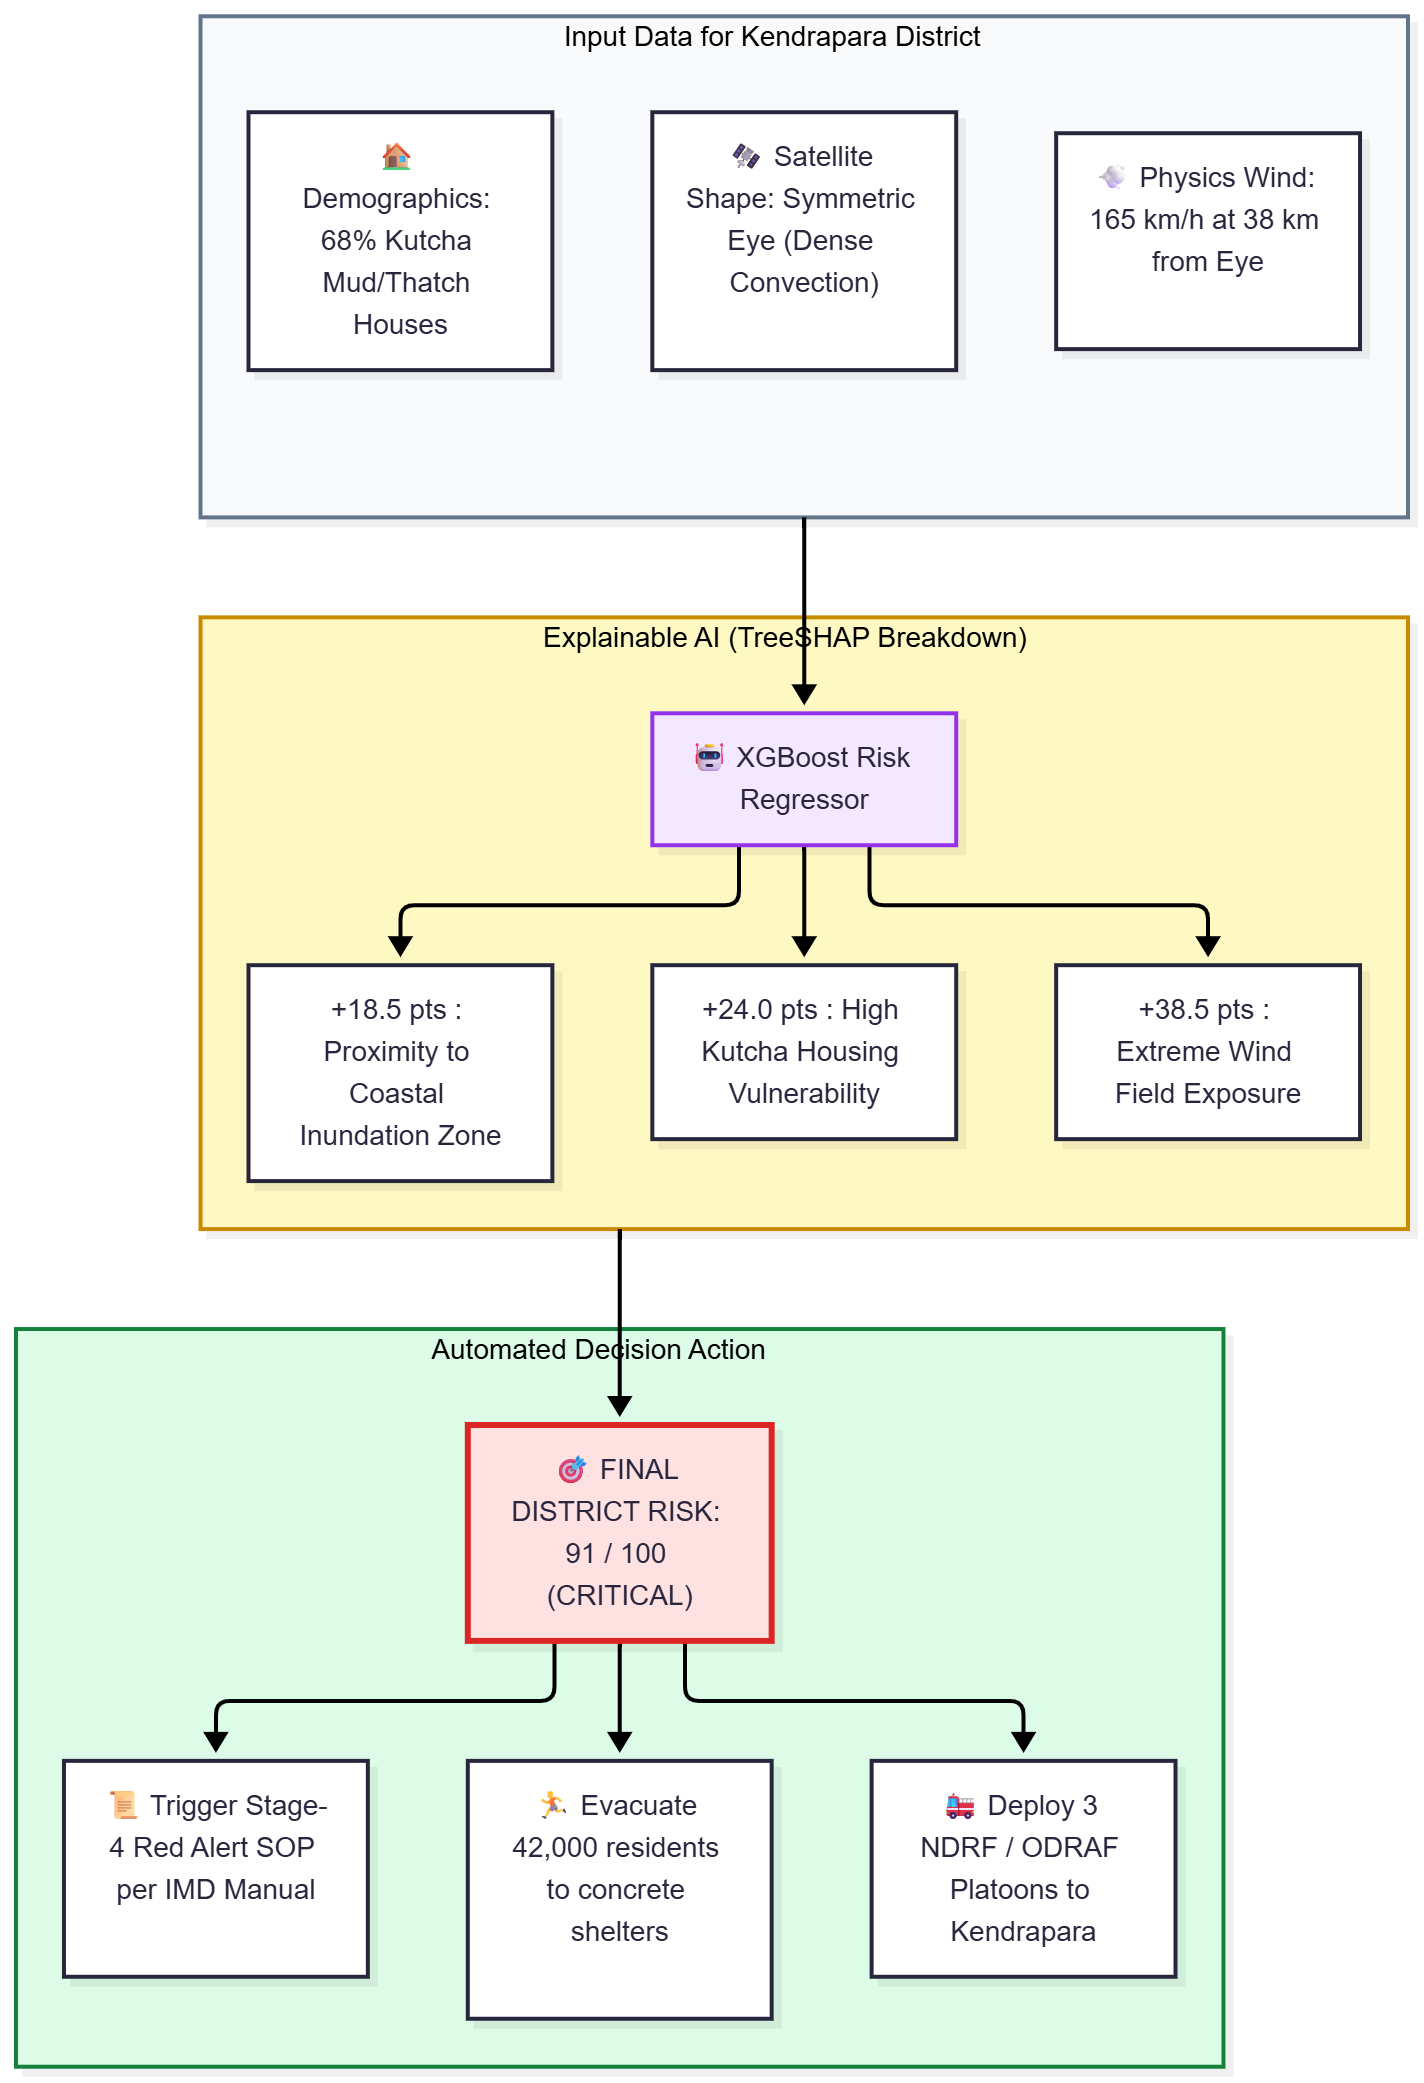 Input Data for Kendrapara District
🏠
Demographics:
68% Kutcha
Mud/Thatch
Houses
🛰️ Satellite
Shape: Symmetric
Eye (Dense
Convection)
💨 Physics Wind:
165 km/h at 38 km
from Eye
Explainable AI (TreeSHAP Breakdown)
🤖 XGBoost Risk
Regressor
+18.5 pts :
Proximity to
Coastal
Inundation Zone
+24.0 pts : High
Kutcha Housing
Vulnerability
+38.5 pts :
Extreme Wind
Field Exposure
Automated Decision Action
🎯 FINAL
DISTRICT RISK:
91 / 100
(CRITICAL)
📜 Trigger Stage-
4 Red Alert SOP
per IMD Manual
🏃 Evacuate
42,000 residents
to concrete
shelters
🚒 Deploy 3
NDRF / ODRAF
Platoons to
Kendrapara